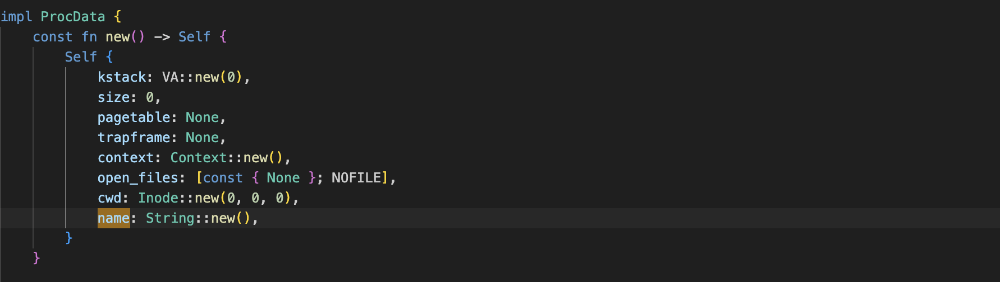 impl ProcData {
    const fn new() -> Self {
        Self {
            kstack: VA::new(0),
            size: 0,
            pagetable: None,
            trapframe: None,
            context: Context::new(),
            open_files: [const { None }; NOFILE],
            cwd: Inode::new(0, 0, 0),
            name: String::new(),
        }
    }